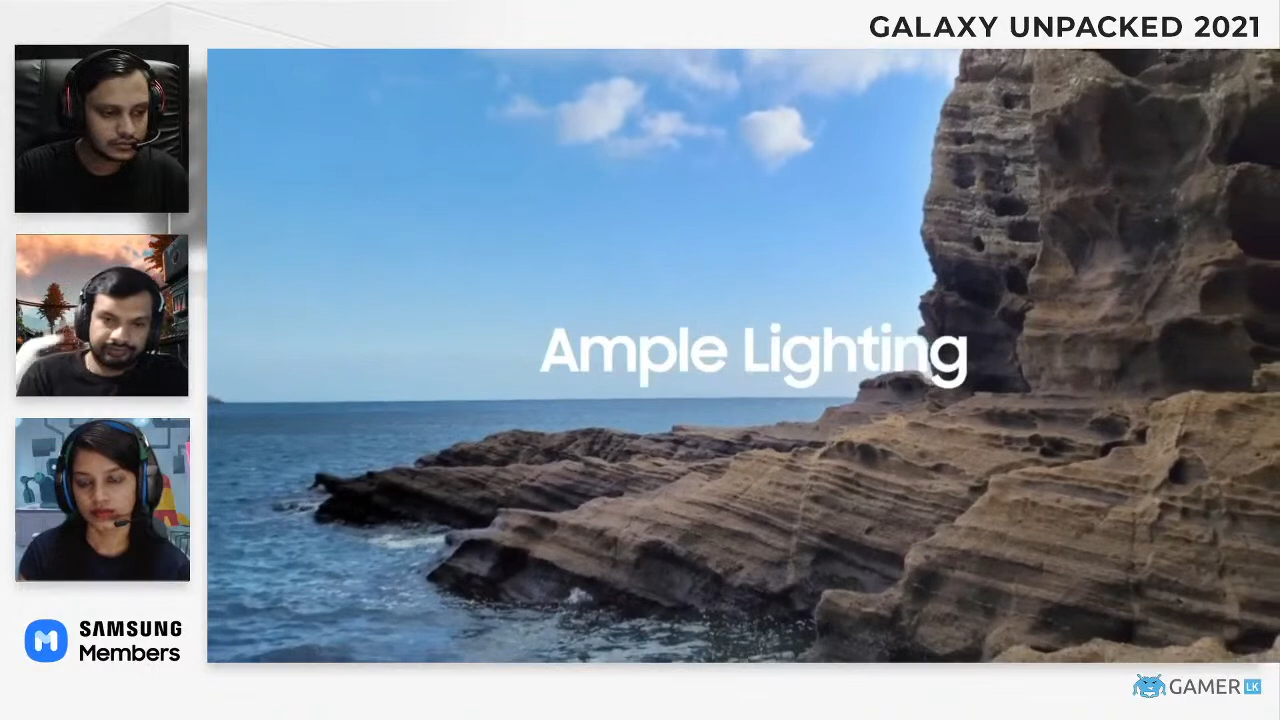 GALAXY UNPACKED 2021
Ample Lighting
SAMSUNG
Members
GAMER LK